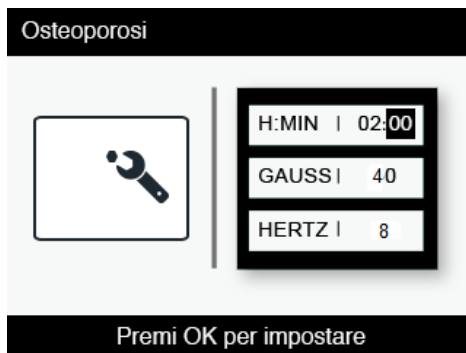 Osteoporosi
H:MIN | 02:00
GAUSS | 40
HERTZ | 8
Premi OK per impostare